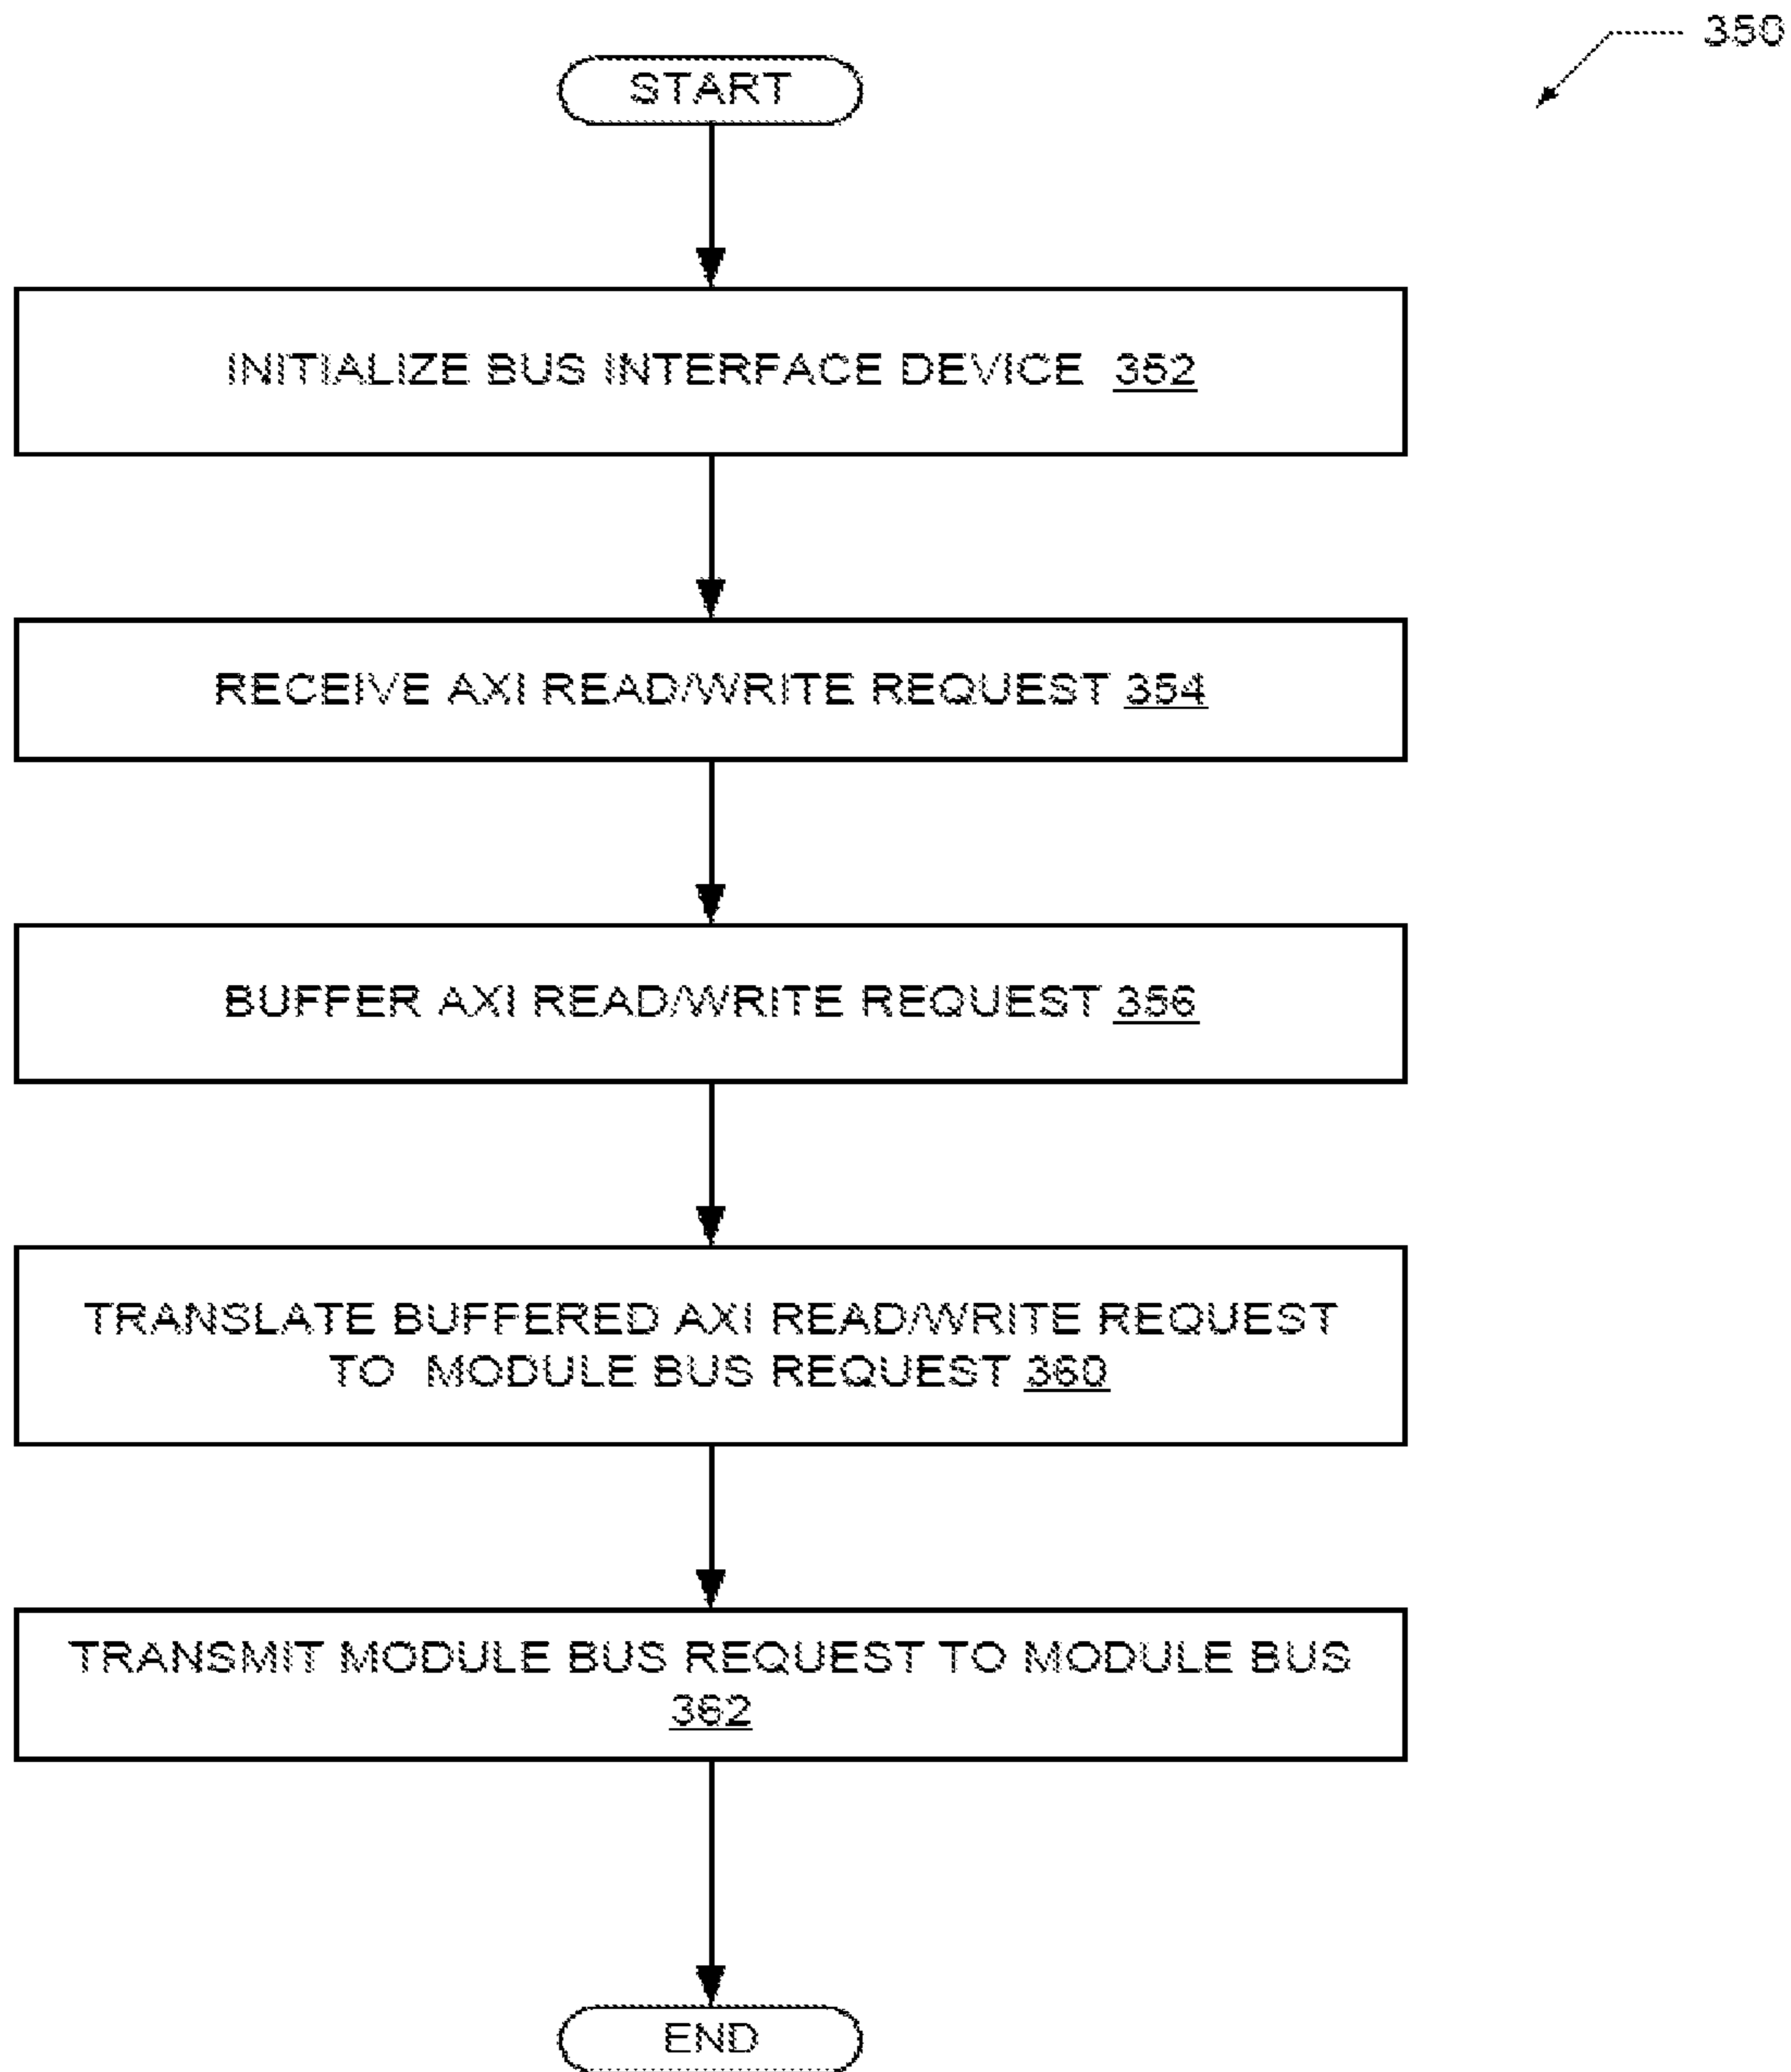 350
START
INITIALIZE BUS INTERFACE DEVICE 352
RECEIVE AXI READ/WRITE REQUEST 354
BUFFER AXI READ/WRITE REQUEST 356
TRANSLATE BUFFERED AXI READ/WRITE REQUEST
TO MODULE BUS REQUEST 360
TRANSMIT MODULE BUS REQUEST TO MODULE BUS
362
END